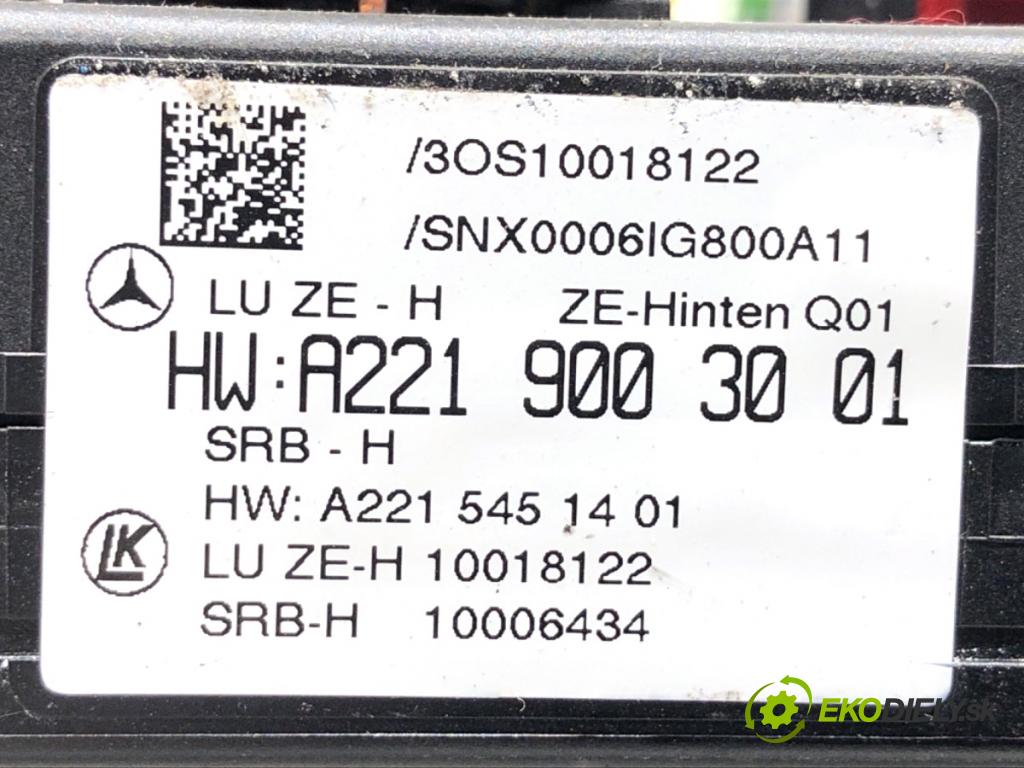 /3OS10018122
/SNX0006IG800A11
LU ZE - H ZE-Hinten Q01
HW:A221 900 30 01
SRB - H
HW: A221 545 14 01
LK
LU ZE-H 10018122
SRB-H 10006434
EKODIELY.sk